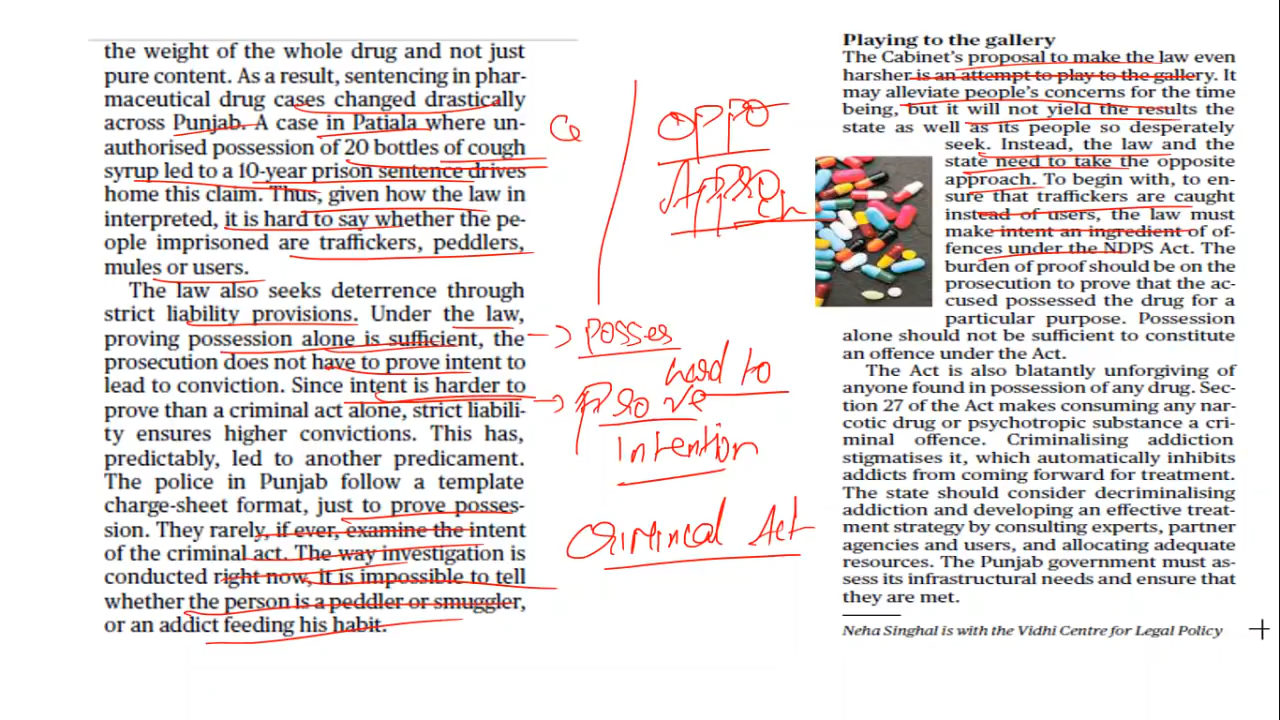 the weight of the whole drug and not just
pure content. As a result, sentencing in phar-
maceutical drug cases changed drastically
across Punjab. A case in Patiala where un-
authorised possession of 20 bottles of cough
syrup led to a 10-year prison sentence drives
home this claim. Thus, given how the law in
interpreted, it is hard to say whether the pe-
ople imprisoned are traffickers, peddlers,
mules or users.
The law also seeks deterrence through
strict liability provisions. Under the law,
proving possession alone is sufficient, the
prosecution does not have to prove intent to
lead to conviction. Since intent is harder to
prove than a criminal act alone, strict liabili-
ty ensures higher convictions. This has,
predictably, led to another predicament.
The police in Punjab follow a template
charge-sheet format, just to prove posses-
sion. They rarely, if ever, examine the intent
of the criminal act. The way investigation is
conducted right now, it is impossible to tell
whether the person is a peddler or smuggler,
or an addict feeding his habit.
Oppo
Posses
hard to
Prove
Intention
Criminal Act
Playing to the gallery
The Cabinet's proposal to make the law even
harsher is an attempt to play to the gallery. It
may alleviate people's concerns for the time
being, but it will not yield the results the
state as well as its people so desperately
seek. Instead, the law and the
state need to take the opposite
approach. To begin with, to en-
sure that traffickers are caught
instead of users, the law must
make intent an ingredient of of-
fences under the NDPS Act. The
burden of proof should be on the
prosecution to prove that the ac-
cused possessed the drug for a
particular purpose. Possession
alone should not be sufficient to constitute
an offence under the Act.
The Act is also blatantly unforgiving of
anyone found in possession of any drug. Sec-
tion 27 of the Act makes consuming any nar-
cotic drug or psychotropic substance a cri-
minal offence. Criminalising addiction
stigmatises it, which automatically inhibits
addicts from coming forward for treatment.
The state should consider decriminalising
addiction and developing an effective treat-
ment strategy by consulting experts, partner
agencies and users, and allocating adequate
resources. The Punjab government must as-
sess its infrastructural needs and ensure that
they are met.
Neha Singhal is with the Vidhi Centre for Legal Policy